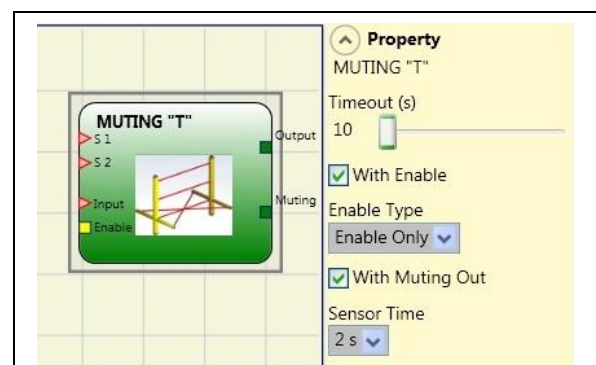 MUTING "T"
S 1
S 2
Input
Enable
Output
Muting
Property
MUTING "T"
Timeout (s)
10
With Enable
Enable Type
Enable Only
With Muting Out
Sensor Time
2 s